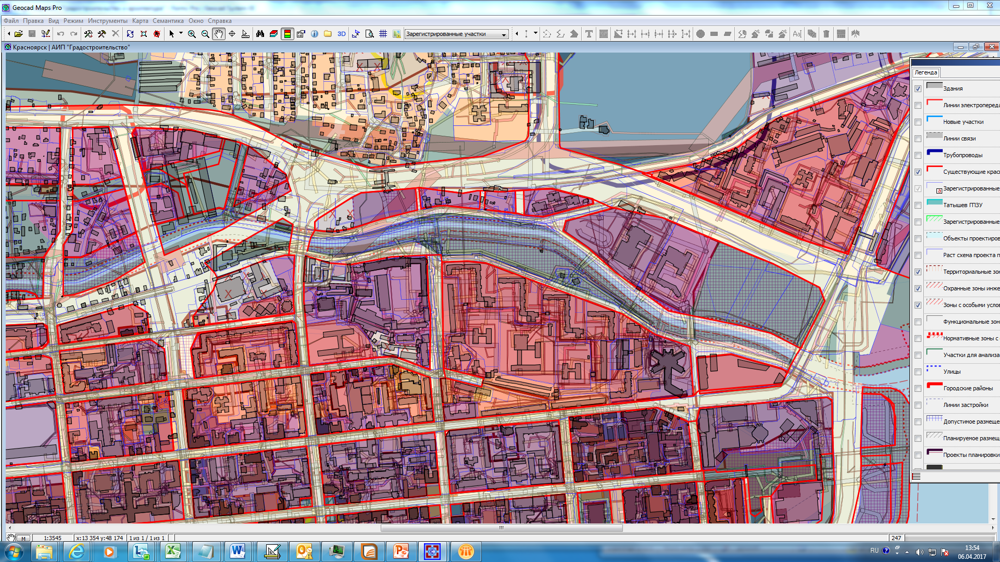 Geocad Maps Pro
Файл Правка Вид Режим Инструменты Карта Семантика Окно Справка
3D
Зарегистрированные участки
T
Aa
Красноярск | АИП "Градостроительство"
Легенда
Здания
Линии электропереда
Новые участки
Линии связи
Трубопроводы
Существующие крас
a
Зарегистрированные
Татышев ГПЗУ
Зарегистрированные
Объекты проектиров
Раст схема проекта п
Территориальные зо
Охранные зоны инже
Зоны с особыми усло
Функциональные зон
Нормативные зоны с
Участки для анализа
Улицы
Городские районы
Линии застройки
Допустимое размеще
Планируемое размещ
Проекты планировки
м
1:3545
x:13 354 y:48 174
1 из 1 / 1 из 1
247
RU
13:54
06.04.2017